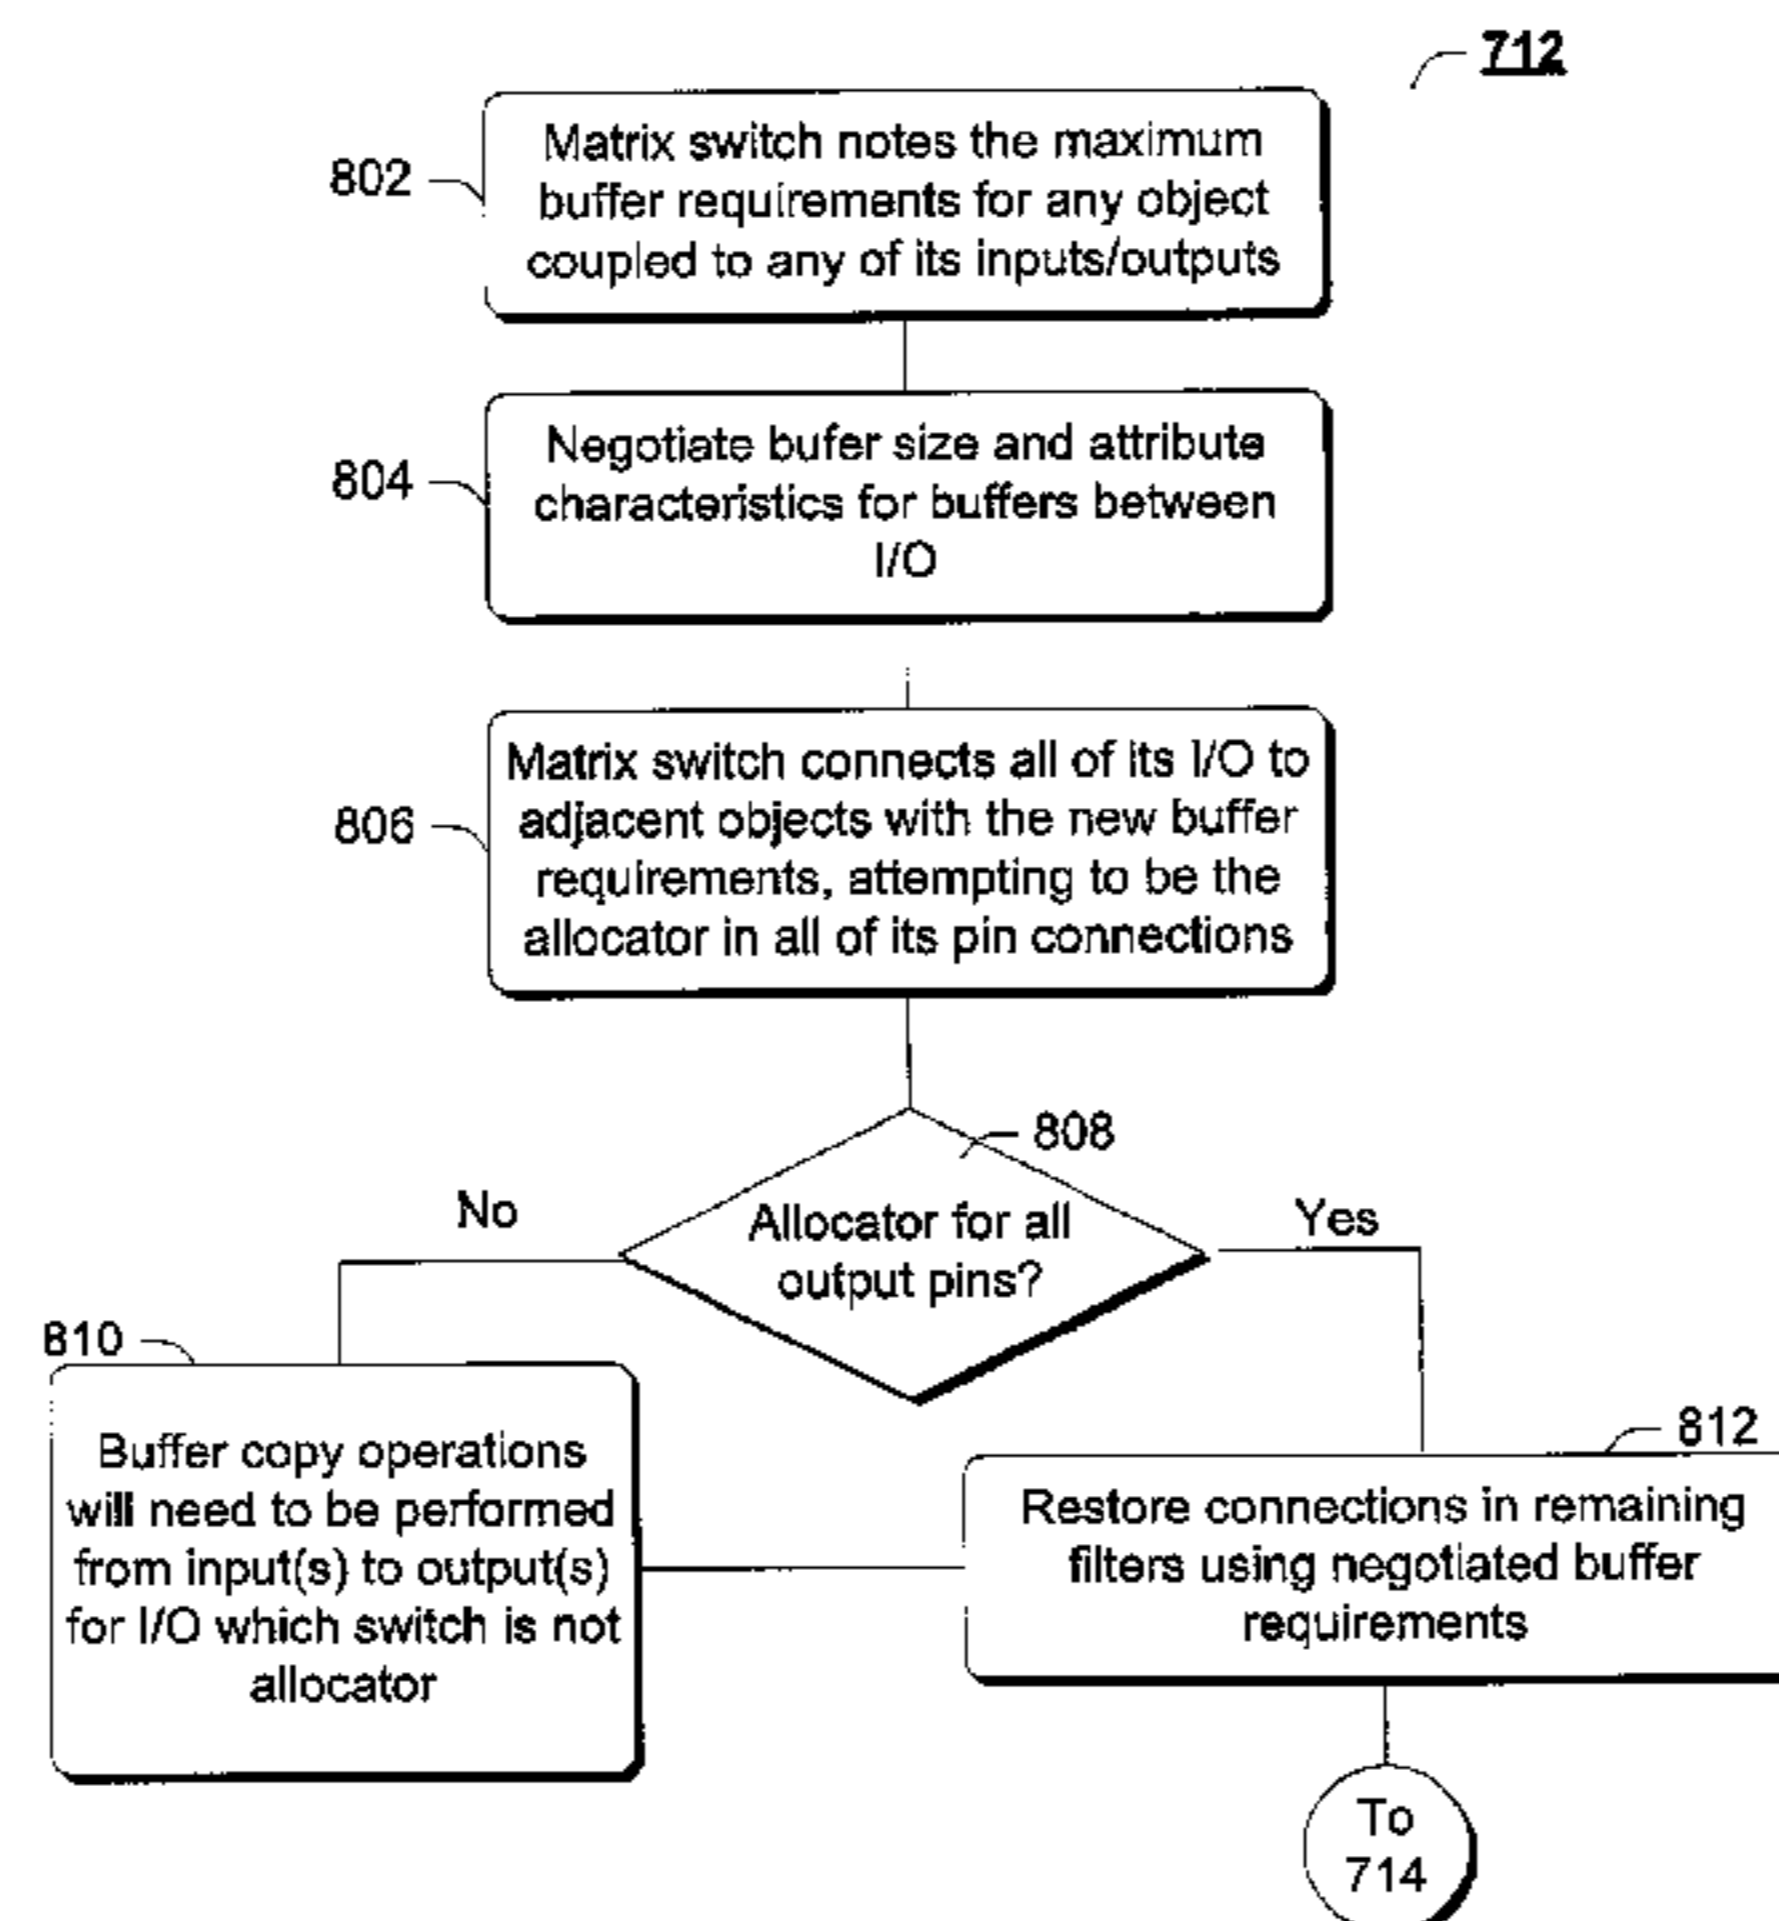 712
802
Matrix switch notes the maximum
buffer requirements for any object
coupled to any of its inputs/outputs
804
Negotiate bufer size and attribute
characteristics for buffers between
I/O
806
Matrix switch connects all of its I/O to
adjacent objects with the new buffer
requirements, attempting to be the
allocator in all of its pin connections
808
Allocator for all
output pins?
No
Yes
810
Buffer copy operations
will need to be performed
from input(s) to output(s)
for I/O which switch is not
allocator
812
Restore connections in remaining
filters using negotiated buffer
requirements
To
714